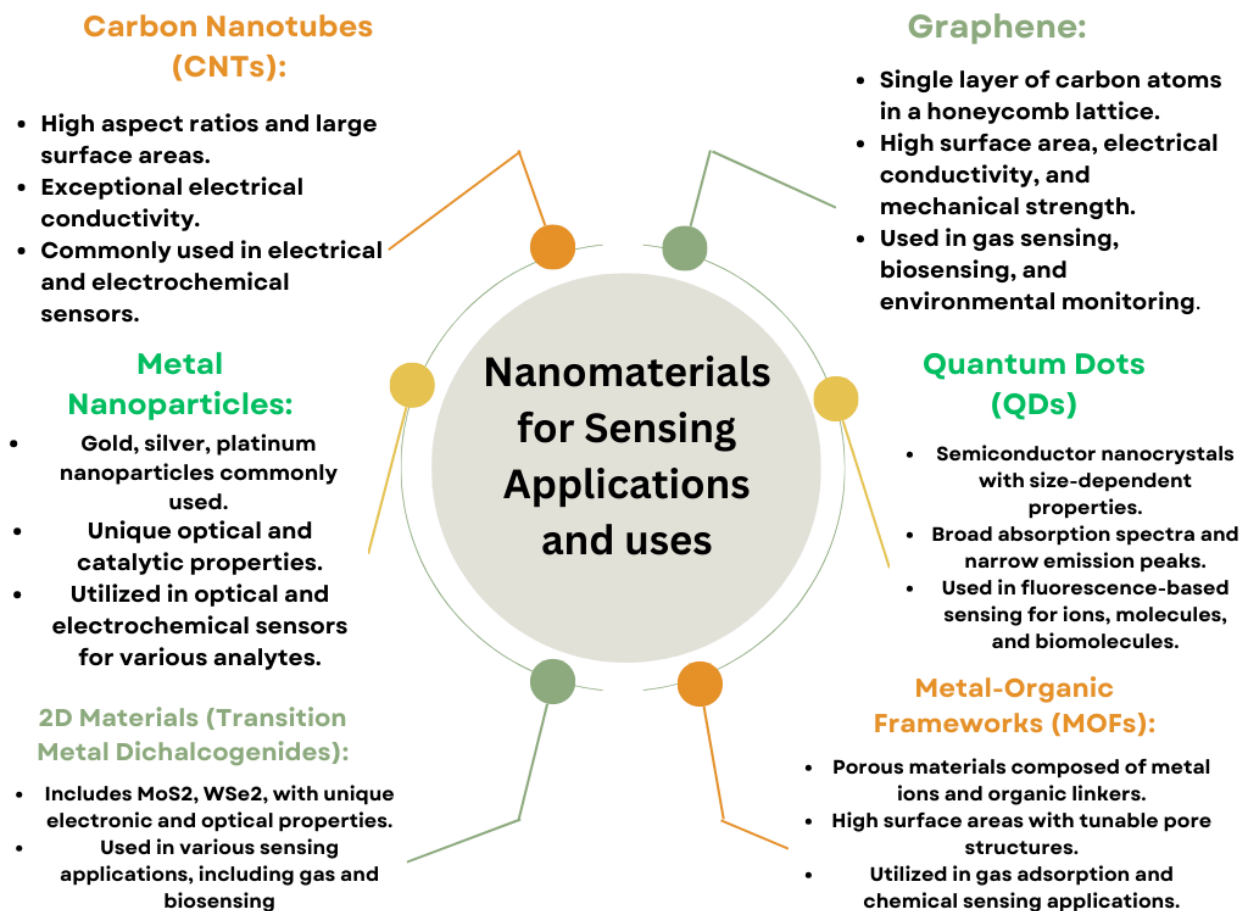 Carbon Nanotubes
(CNTs):
• High aspect ratios and large
surface areas.
• Exceptional electrical
conductivity.
• Commonly used in electrical
and electrochemical
sensors.
Graphene:
• Single layer of carbon atoms
in a honeycomb lattice.
• High surface area, electrical
conductivity, and
mechanical strength.
• Used in gas sensing,
biosensing, and
environmental monitoring.
Nanomaterials
for Sensing
Applications
and uses
Metal
Nanoparticles:
• Gold, silver, platinum
nanoparticles commonly
used.
• Unique optical and
catalytic properties.
• Utilized in optical and
electrochemical sensors
for various analytes.
Quantum Dots
(QDs)
• Semiconductor nanocrystals
with size-dependent
properties.
• Broad absorption spectra and
narrow emission peaks.
• Used in fluorescence-based
sensing for ions, molecules,
and biomolecules.
2D Materials (Transition
Metal Dichalcogenides):
• Includes MoS2, WSe2, with unique
electronic and optical properties.
• Used in various sensing
applications, including gas and
biosensing
Metal-Organic
Frameworks (MOFs):
• Porous materials composed of metal
ions and organic linkers.
• High surface areas with tunable pore
structures.
• Utilized in gas adsorption and
chemical sensing applications.